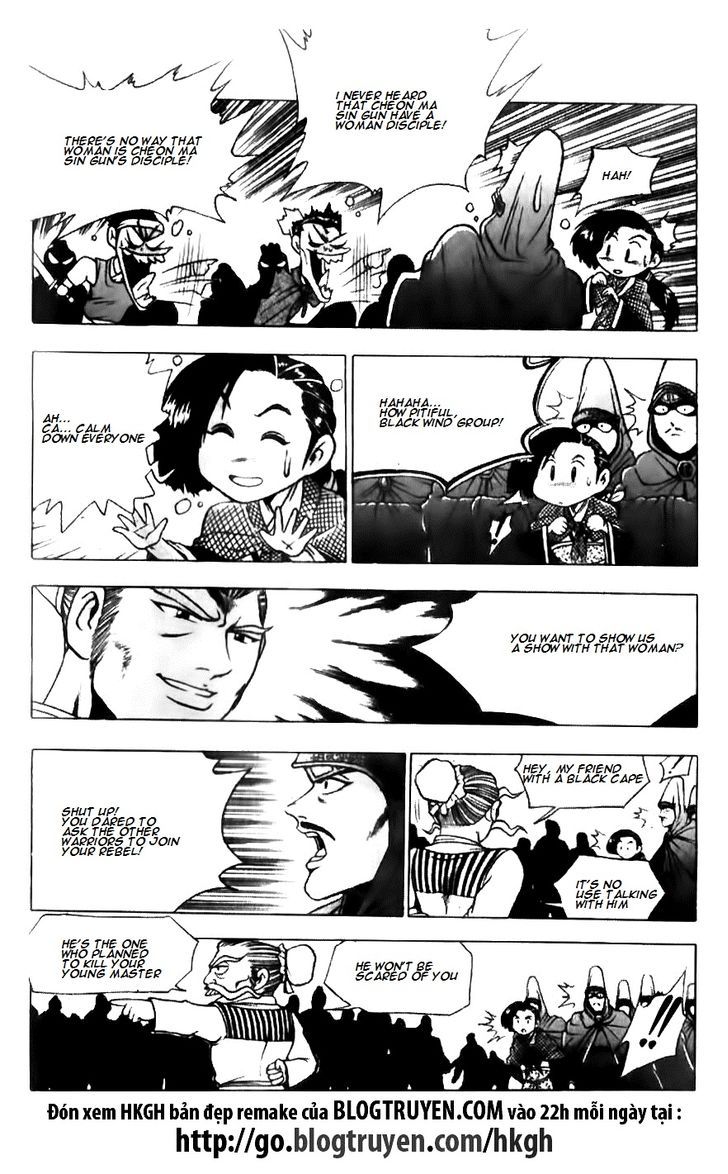 I NEVER HEARD
THAT CHEON MA
SIN GUN HAVE A
WOMAN DISCIPLE!
THERE'S NO WAY THAT
WOMAN IS CHEON MA
SIN GUN'S DISCIPLE!
HAH!
AH...
CA... CALM
DOWN EVERYONE
HAHAHA...
HOW PITIFUL,
BLACK WIND GROUP!
!!
YOU WANT TO SHOW US
A SHOW WITH THAT WOMAN?
SHUT UP!
YOU DARED TO
ASK THE OTHER
WARRIORS TO JOIN
YOUR REBEL!
HEY, MY FRIEND
WITH A BLACK CAPE
!
IT'S NO
USE TALKING
WITH HIM
HE'S THE ONE
WHO PLANNED
TO KILL YOUR
YOUNG MASTER
HE WON'T BE
SCARED OF YOU
!!
Đón xem HKGH bản đẹp remake của BLOGTRUYEN.COM vào 22h mỗi ngày tại :
http://go.blogtruyen.com/hkgh